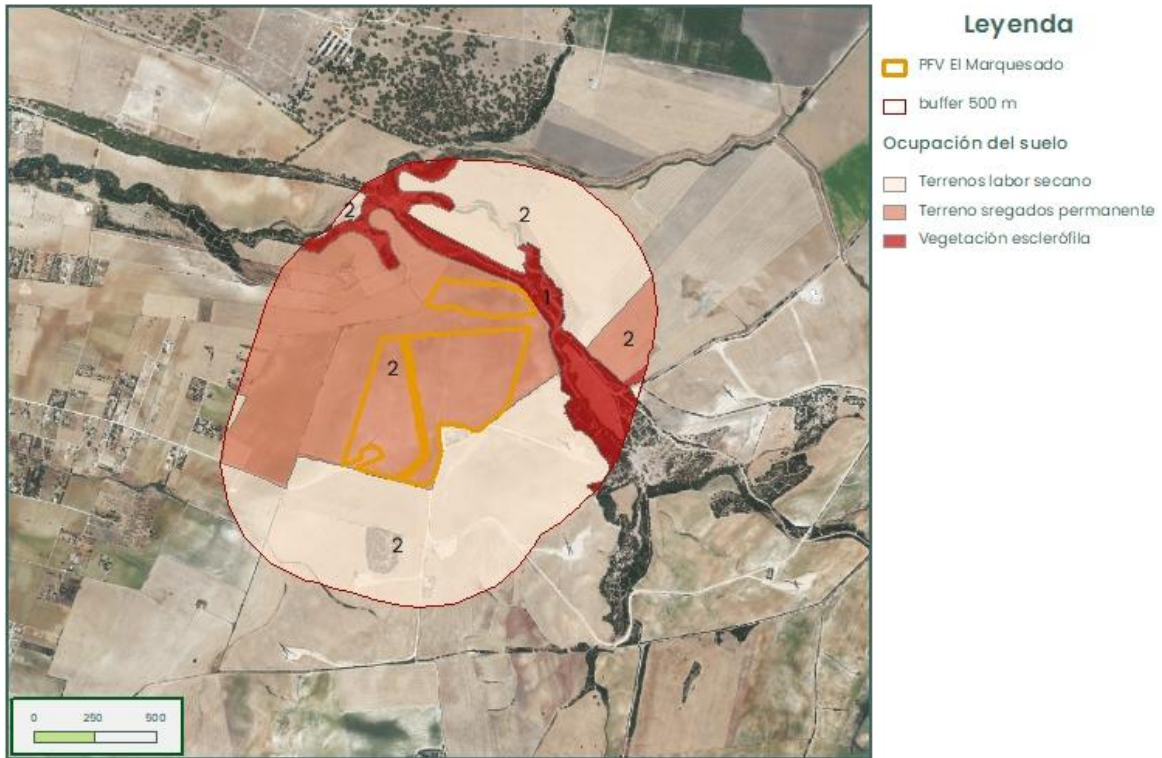 Leyenda
PFV El Marquesado
buffer 500 m
Ocupación del suelo
Terrenos labor secano
Terreno sregados permanente
Vegetación esclerófila
2
2
1
2
2
2
0 250 500